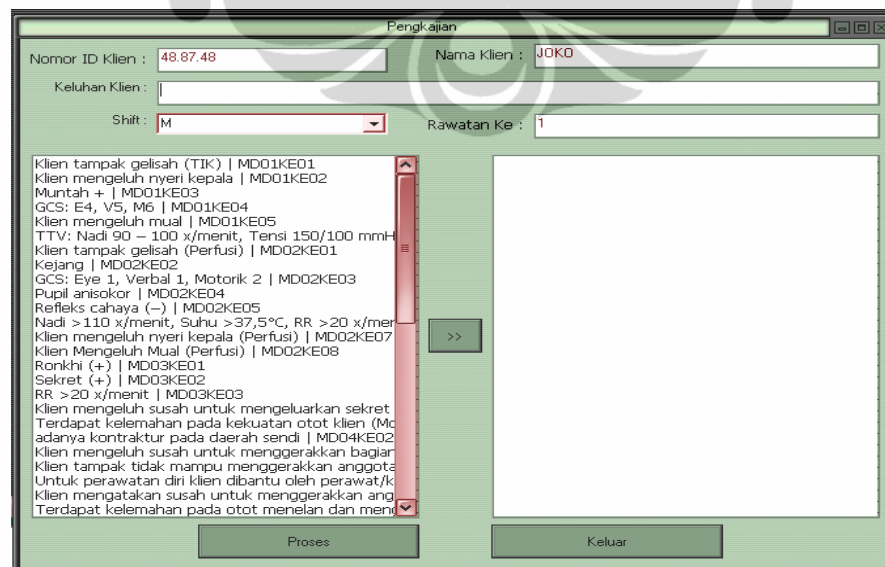 Pengkajian
Nomor ID Klien : 48.87.48
Nama Klien : JOKO
Keluhan Klien :
Shift : M
Rawatan Ke : 1
Klien tampak gelisah (TIK) | MD01KE01
Klien mengeluh nyeri kepala | MD01KE02
Muntah + | MD01KE03
GCS: E4, V5, M6 | MD01KE04
Klien mengeluh mual | MD01KE05
TTV: Nadi 90 – 100 x/menit, Tensi 150/100 mmH
Klien tampak gelisah (Perfusi) | MD02KE01
Kejang | MD02KE02
GCS: Eye 1, Verbal 1, Motorik 2 | MD02KE03
Pupil anisokor | MD02KE04
Refleks cahaya (–) | MD02KE05
Nadi >110 x/menit, Suhu >37,5°C, RR >20 x/mer
Klien mengeluh nyeri kepala (Perfusi) | MD02KE07
Klien Mengeluh Mual (Perfusi) | MD02KE08
Ronkhi (+) | MD03KE01
Sekret (+) | MD03KE02
RR >20 x/menit | MD03KE03
Klien mengeluh susah untuk mengeluarkan sekret
Terdapat kelemahan pada kekuatan otot klien (Mo
adanya kontraktur pada daerah sendi | MD04KE02
Klien mengeluh susah untuk menggerakkan bagian
Klien tampak tidak mampu menggerakkan anggota
Untuk perawatan diri klien dibantu oleh perawat/k
Klien mengatakan susah untuk menggerakkan ang
Terdapat kelemahan pada otot menelan dan men
>>
Proses
Keluar